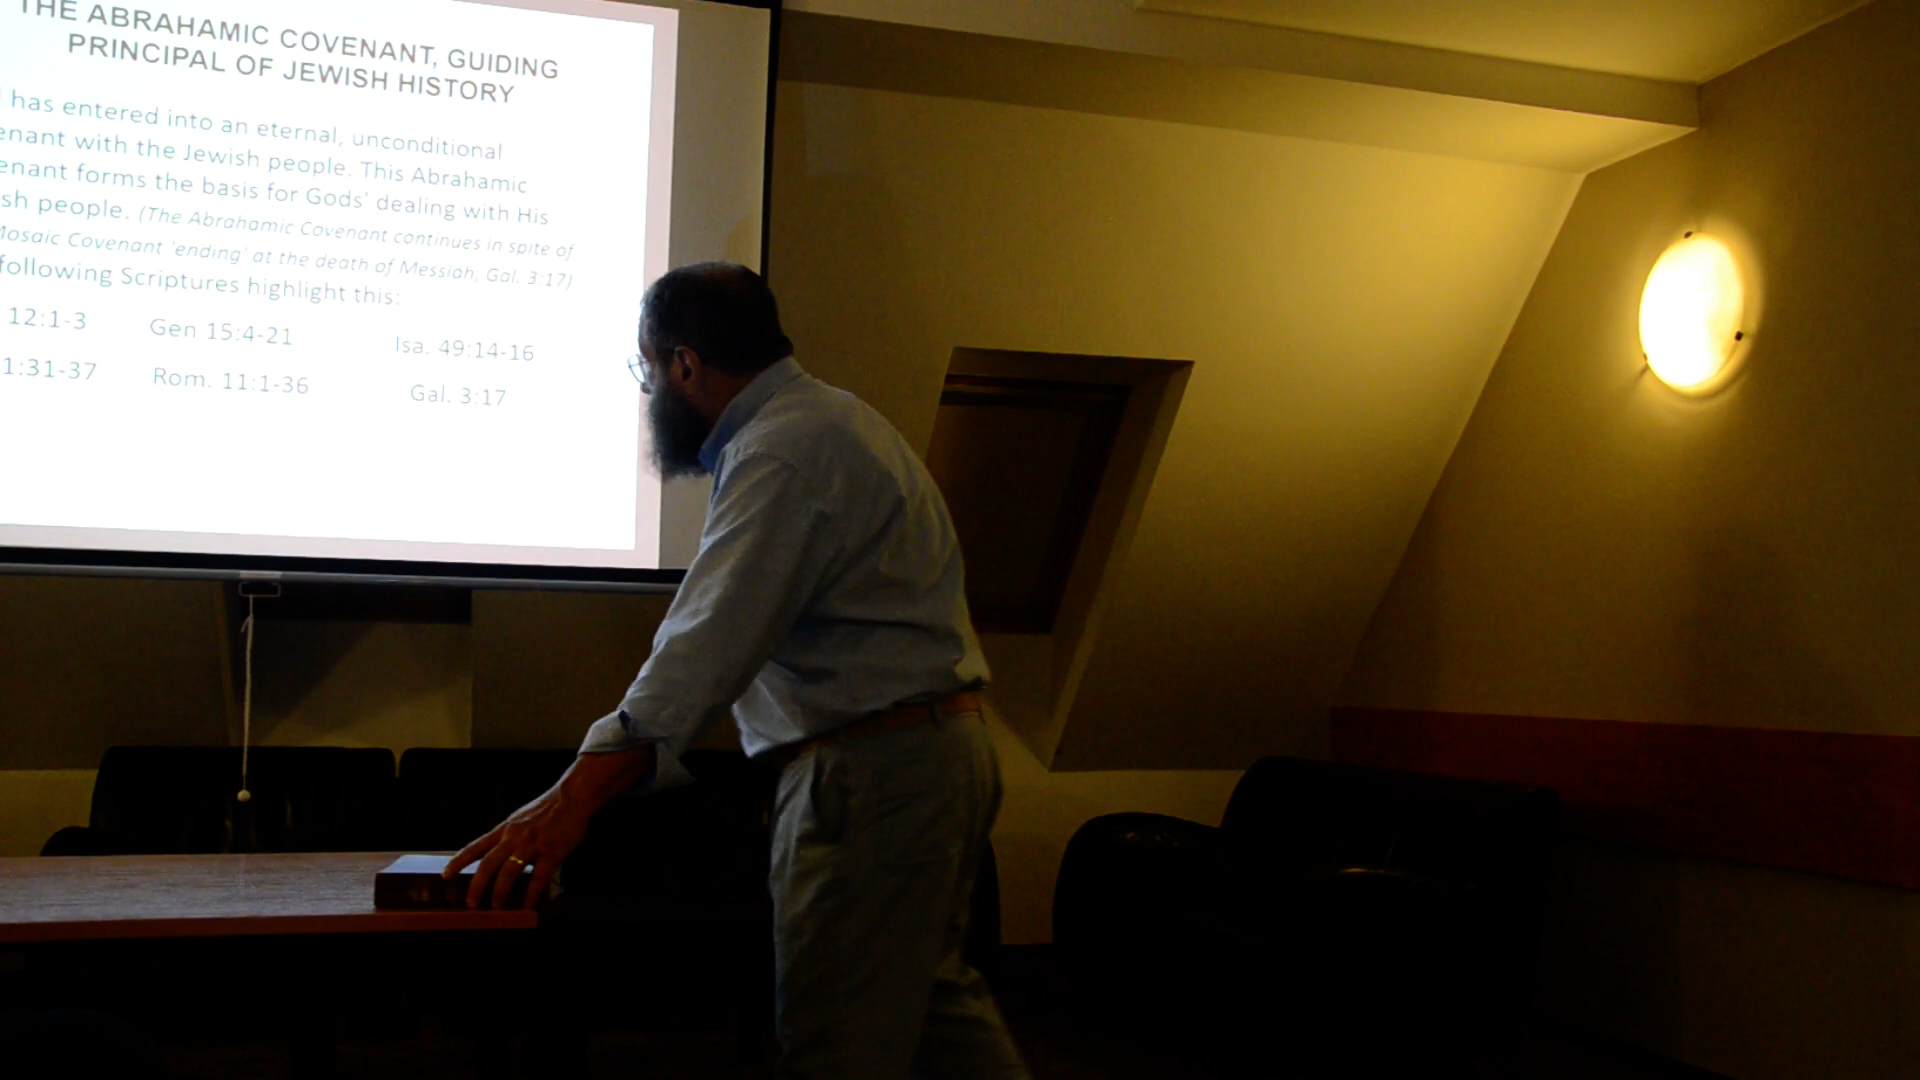 THE ABRAHAMIC COVENANT, GUIDING
PRINCIPAL OF JEWISH HISTORY
has entered into an eternal, unconditional
enant with the Jewish people. This Abrahamic
enant forms the basis for Gods' dealing with His
sh people. (The Abrahamic Covenant continues in spite of
Mosaic Covenant 'ending' at the death of Messiah, Gal. 3:17)
following Scriptures highlight this:
12:1-3 Gen 15:4-21 Isa. 49:14-16
1:31-37 Rom. 11:1-36 Gal. 3:17